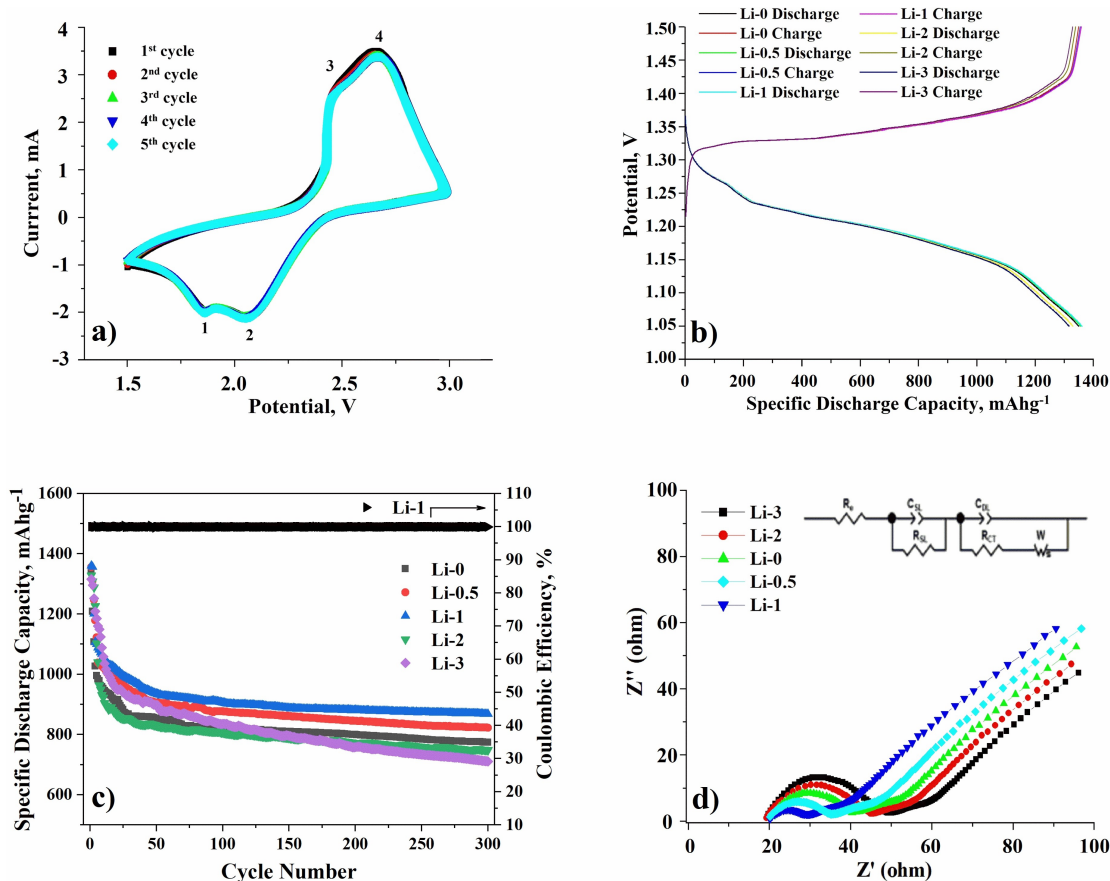 4
3
1
2
1st cycle
2nd cycle
3rd cycle
4th cycle
5th cycle
4
3
2
1
0
-1
-2
-3
Currrent, mA
1.5 2.0 2.5 3.0
Potential, V
a)
Li-0 Discharge
Li-0 Charge
Li-0.5 Discharge
Li-0.5 Charge
Li-1 Discharge
Li-1 Charge
Li-2 Discharge
Li-2 Charge
Li-3 Discharge
Li-3 Charge
1.50
1.45
1.40
1.35
1.30
1.25
1.20
1.15
1.10
1.05
1.00
Potential, V
0 200 400 600 800 1000 1200 1400
Specific Discharge Capacity, mAhg-1
b)
1600
1400
1200
1000
800
600
Specific Discharge Capacity, mAhg-1
Li-1
Li-0
Li-0.5
Li-1
Li-2
Li-3
110
100
90
80
70
60
50
40
30
20
10
Coulombic Efficiency, %
0 50 100 150 200 250 300
Cycle Number
c)
100
80
60
40
20
0
Z'' (ohm)
Li-3
Li-2
Li-0
Li-0.5
Li-1
CSL CDL
RSL RCT W
0 20 40 60 80 100
Z' (ohm)
d)